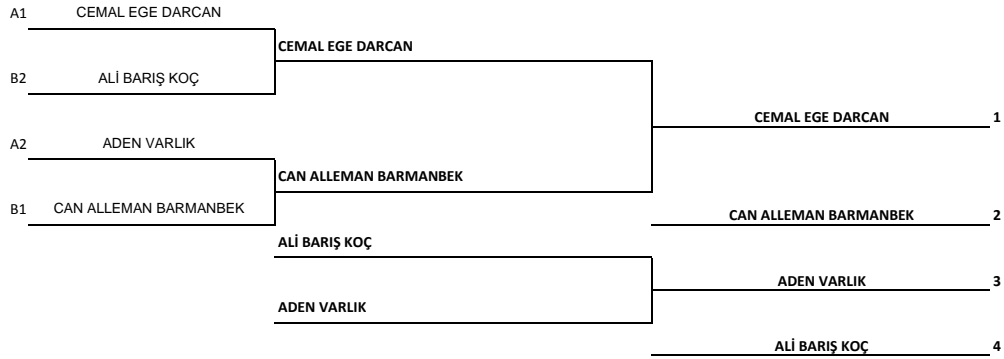 A1 CEMAL EGE DARCAN
CEMAL EGE DARCAN
B2 ALİ BARIŞ KOÇ
CEMAL EGE DARCAN 1
A2 ADEN VARLIK
CAN ALLEMAN BARMANBEK
B1 CAN ALLEMAN BARMANBEK
CAN ALLEMAN BARMANBEK 2
ALİ BARIŞ KOÇ
ADEN VARLIK 3
ADEN VARLIK
ALİ BARIŞ KOÇ 4